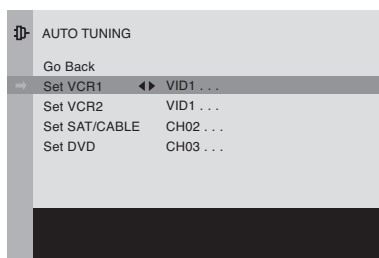 AUTO TUNING
Go Back
Set VCR1 VID1 . . .
Set VCR2 VID1 . . .
Set SAT/CABLE CH02 . . .
Set DVD CH03 . . .